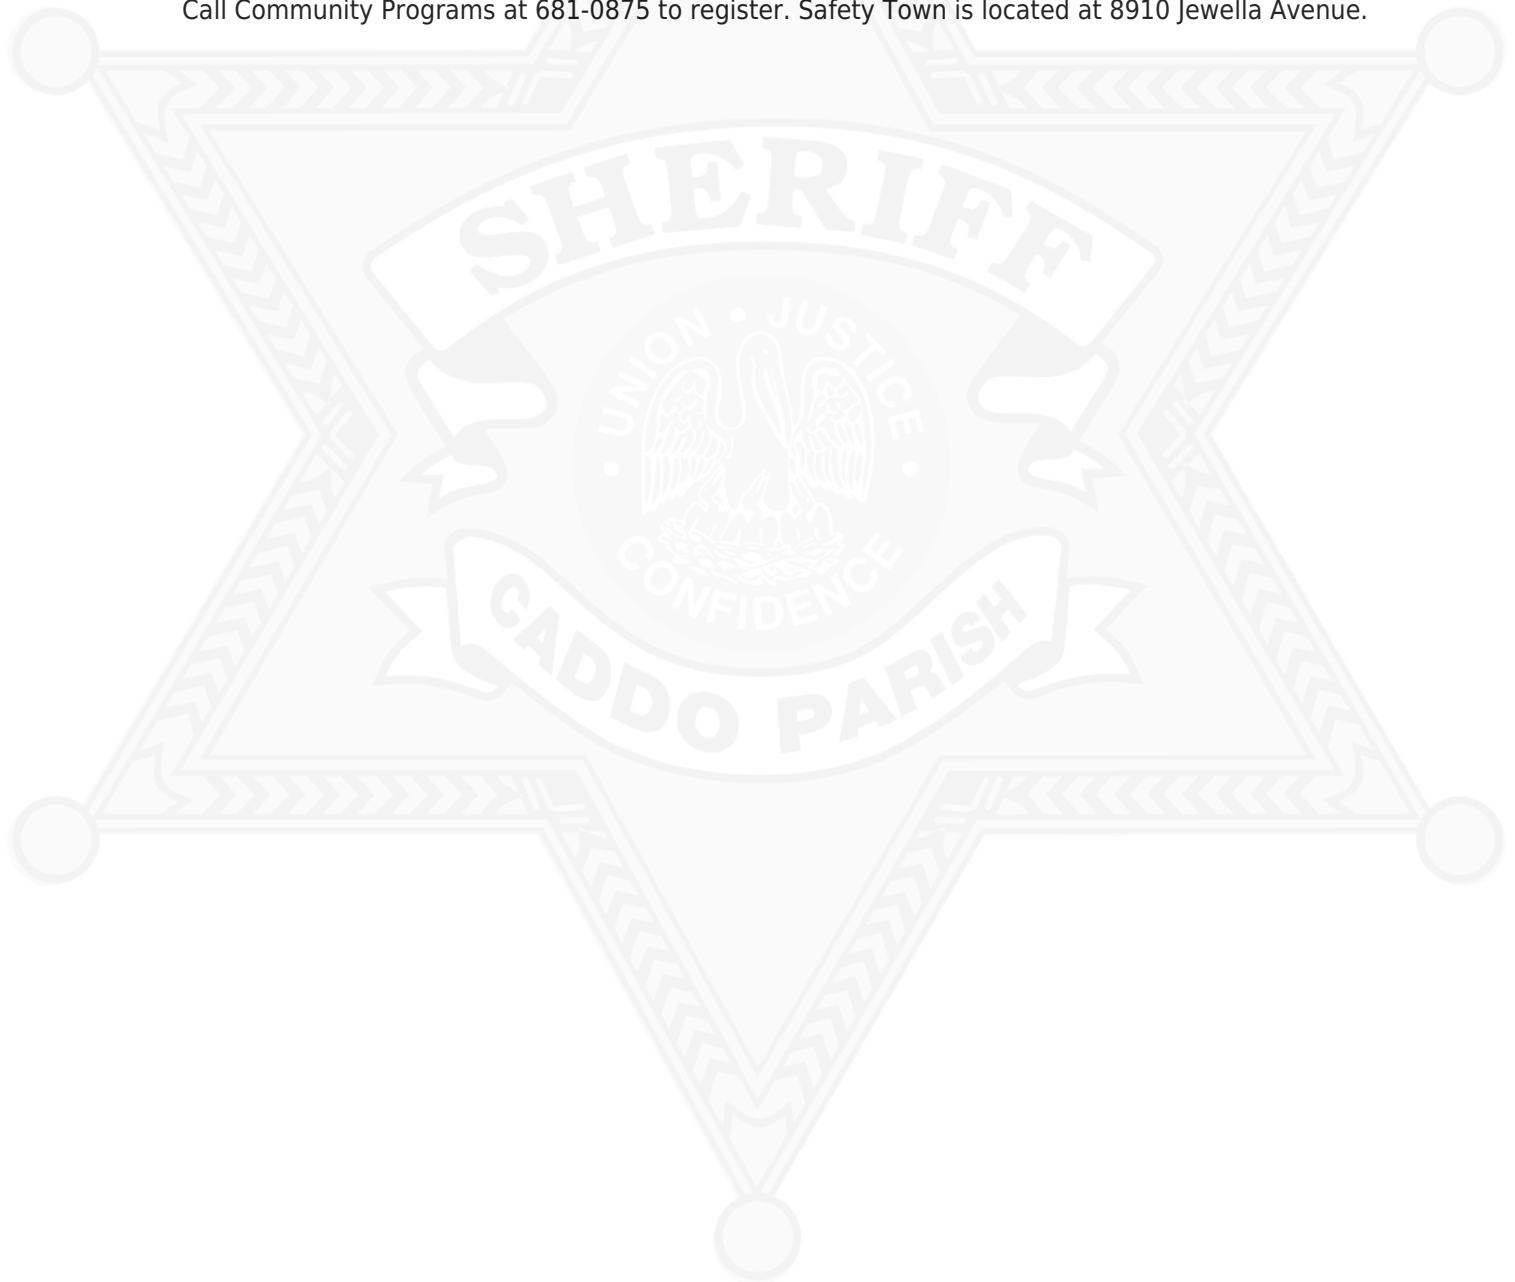 Call Community Programs at 681-0875 to register. Safety Town is located at 8910 Jewella Avenue.
SHERIFF
UNION • JUSTICE
CONFIDENCE
CADDO PARISH